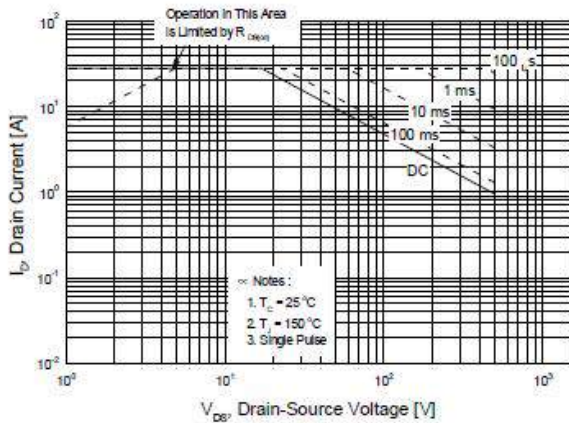 Operation in This Area
is Limited by R DS(on)
10²
10¹
10⁰
10⁻¹
10⁻²
I_D, Drain Current [A]
100 s
1 ms
10 ms
100 ms
DC
∝ Notes :
1. T_C = 25 °C
2. T_J = 150 °C
3. Single Pulse
10⁰
10¹
10²
10³
V_DS, Drain-Source Voltage [V]